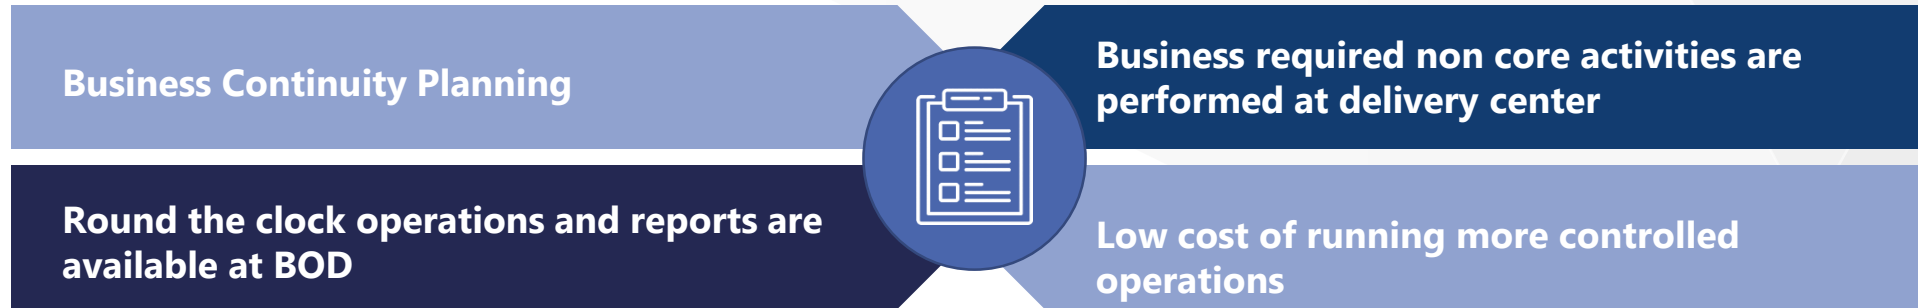 Business Continuity Planning
Business required non core activities are
performed at delivery center
Round the clock operations and reports are
available at BOD
Low cost of running more controlled
operations